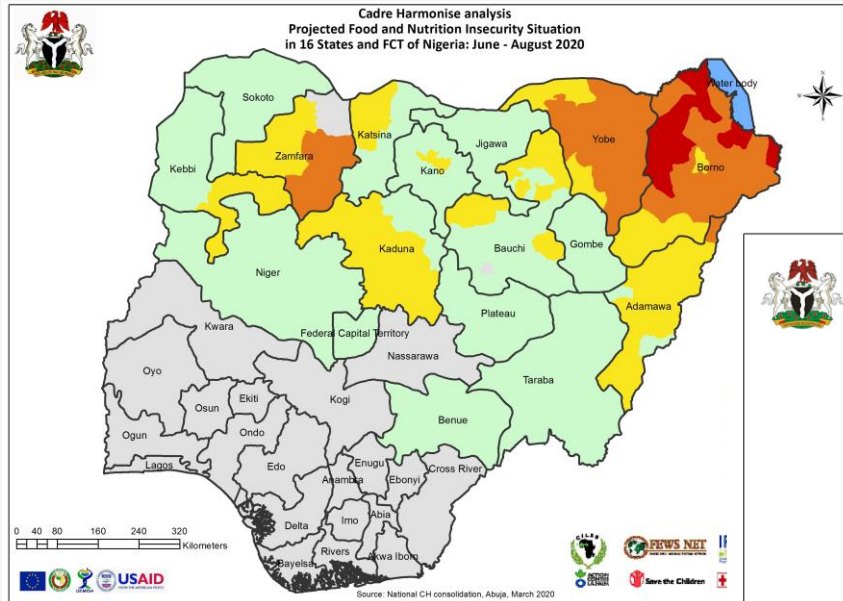 Cadre Harmonise analysis
Projected Food and Nutrition Insecurity Situation
in 16 States and FCT of Nigeria: June - August 2020
Water body
N
Sokoto
Katsina
Jigawa
Yobe
Zamfara
Kebbi
Kano
Borno
Kaduna
Bauchi
Gombe
Niger
Adamawa
Plateau
Federal Capital Territory
Kwara
Nassarawa
Taraba
Oyo
Kogi
Osun
Ekiti
Benue
Ogun
Ondo
Lagos
Edo
Enugu
Cross River
Anambra
Ebonyi
Delta
Imo
Abia
Rivers
Bayelsa
Akwa Ibom
0 40 80 160 240 320
Kilometers
CILSS
FEWS NET
ACTION
Save the Children
USAID
Source: National CH consolidation, Abuja, March 2020